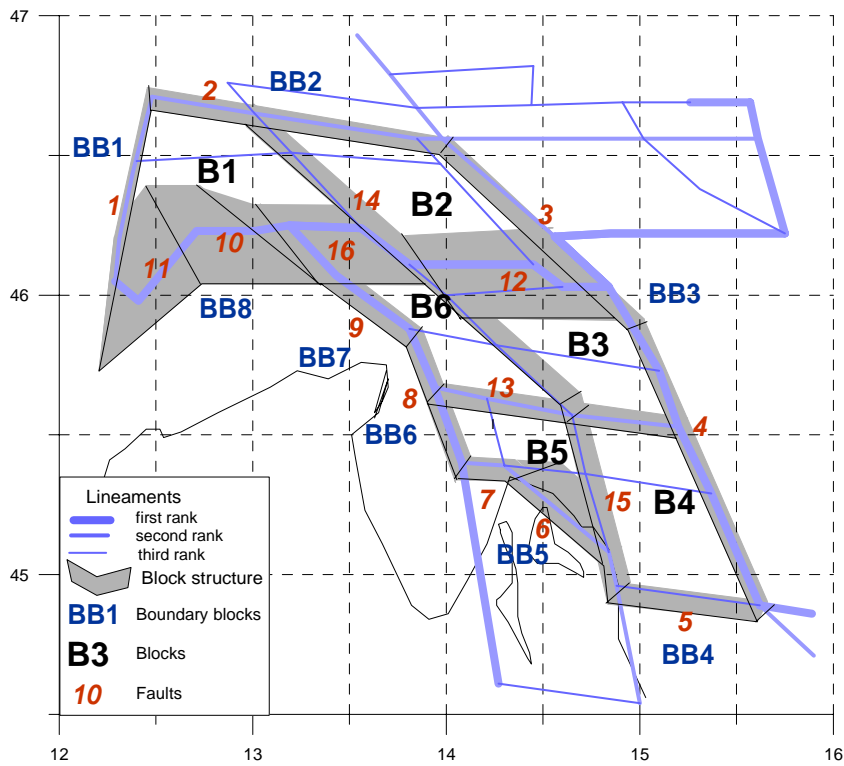 47
2
BB2
BB1
B1
1
14
B2
3
10
16
11
12
46
BB8
B6
BB3
9
B3
BB7
13
8
4
BB6
B5
7
15
B4
6
BB5
45
5
BB4
Lineaments
first rank
second rank
third rank
Block structure
BB1 Boundary blocks
B3 Blocks
10 Faults
12 13 14 15 16